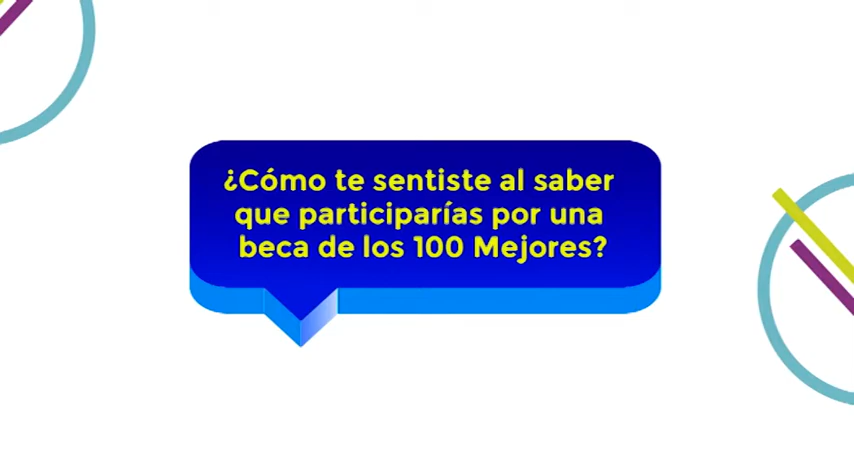 ¿Cómo te sentiste al saber
que participarías por una
beca de los 100 Mejores?